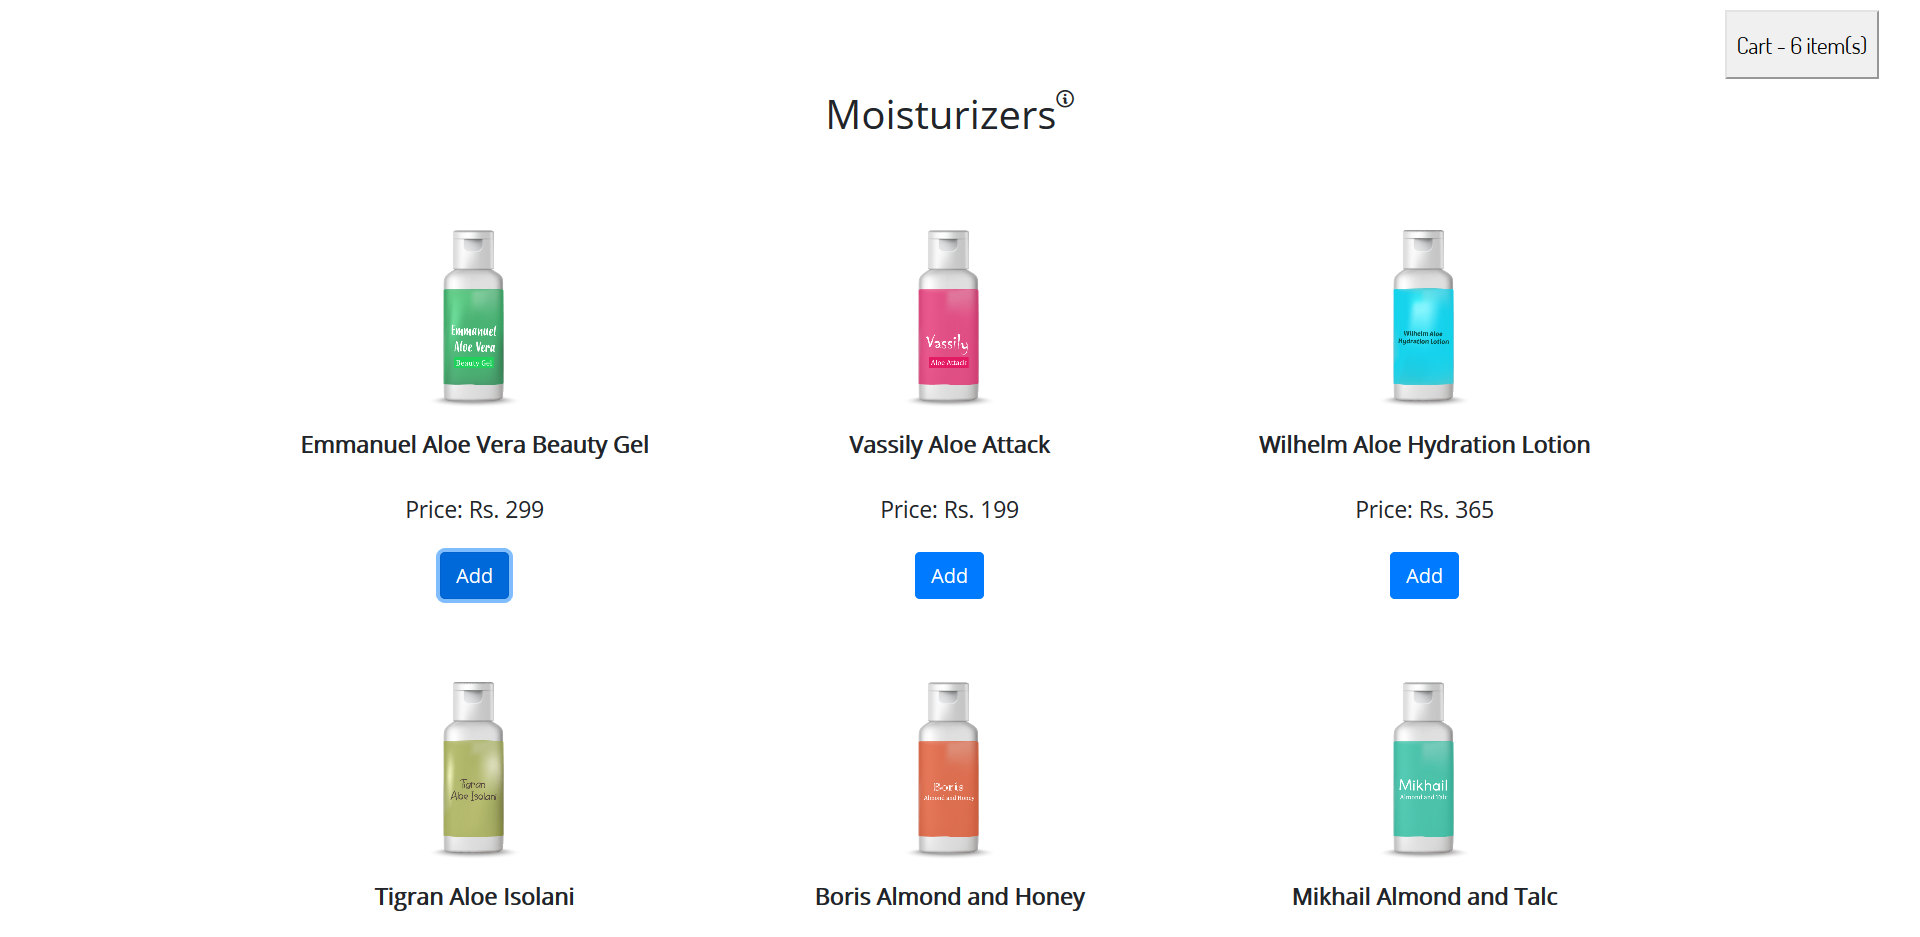 Cart - 6 item(s)
Moisturizers
Emmanuel
Aloe Vera
Beauty Gel
Vassily
Aloe Attack
Wilhelm Aloe
Hydration Lotion
Emmanuel Aloe Vera Beauty Gel
Vassily Aloe Attack
Wilhelm Aloe Hydration Lotion
Price: Rs. 299
Price: Rs. 199
Price: Rs. 365
Add
Add
Add
Tigran
Aloe Isolani
Boris
Almond and Honey
Mikhail
Almond and Talc
Tigran Aloe Isolani
Boris Almond and Honey
Mikhail Almond and Talc